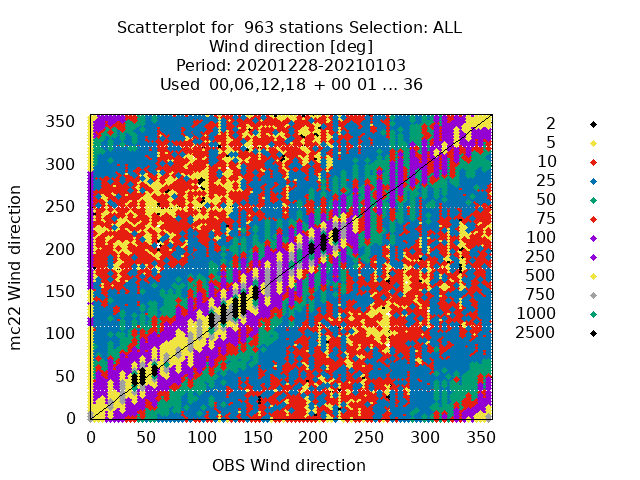 Scatterplot for  963 stations Selection: ALL
Wind direction [deg]
Period: 20201228-20210103
Used  00,06,12,18 + 00 01 ... 36
mc22 Wind direction
350
300
250
200
150
100
50
0
0 50 100 150 200 250 300 350
OBS Wind direction
2
5
10
25
50
75
100
250
500
750
1000
2500